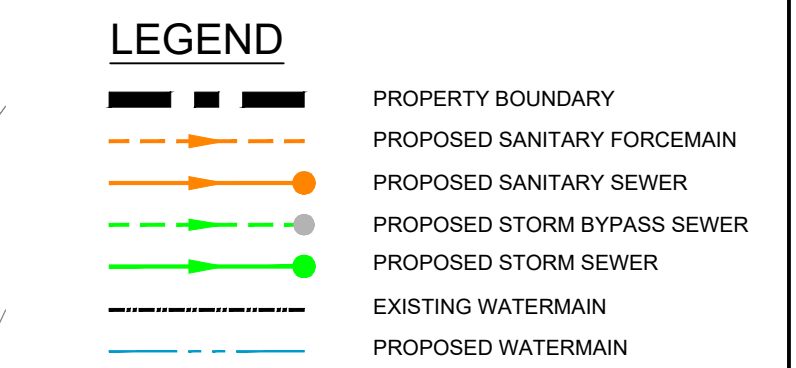 LEGEND
PROPERTY BOUNDARY
PROPOSED SANITARY FORCEMAIN
PROPOSED SANITARY SEWER
PROPOSED STORM BYPASS SEWER
PROPOSED STORM SEWER
EXISTING WATERMAIN
PROPOSED WATERMAIN